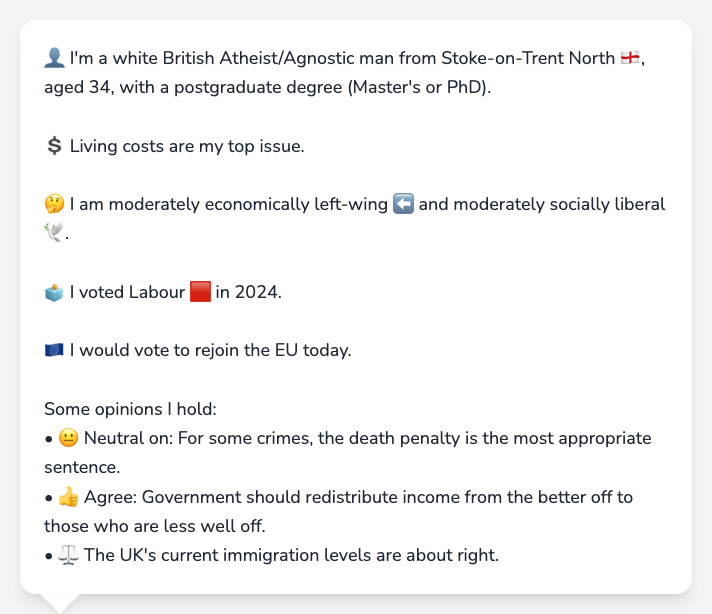 👤 I'm a white British Atheist/Agnostic man from Stoke-on-Trent North 🏴󠁧󠁢󠁥󠁮󠁧󠁿,
aged 34, with a postgraduate degree (Master's or PhD).
💲 Living costs are my top issue.
🤔 I am moderately economically left-wing ⬅️ and moderately socially liberal
🕊️.
🗳️ I voted Labour 🟥 in 2024.
🇪🇺 I would vote to rejoin the EU today.
Some opinions I hold:
• 😐 Neutral on: For some crimes, the death penalty is the most appropriate
sentence.
• 👍 Agree: Government should redistribute income from the better off to
those who are less well off.
• ⚖️ The UK's current immigration levels are about right.